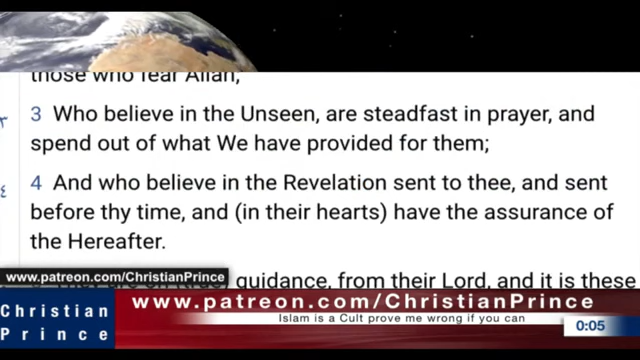 those who fear Allah;
٣
3 Who believe in the Unseen, are steadfast in prayer, and
spend out of what We have provided for them;
٤
4 And who believe in the Revelation sent to thee, and sent
before thy time, and (in their hearts) have the assurance of
the Hereafter.
www.patreon.com/ChristianPrince
guidance, from their Lord, and it is these
Christian
Prince
www.patreon.com/ChristianPrince
Islam is a Cult prove me wrong if you can
0:05